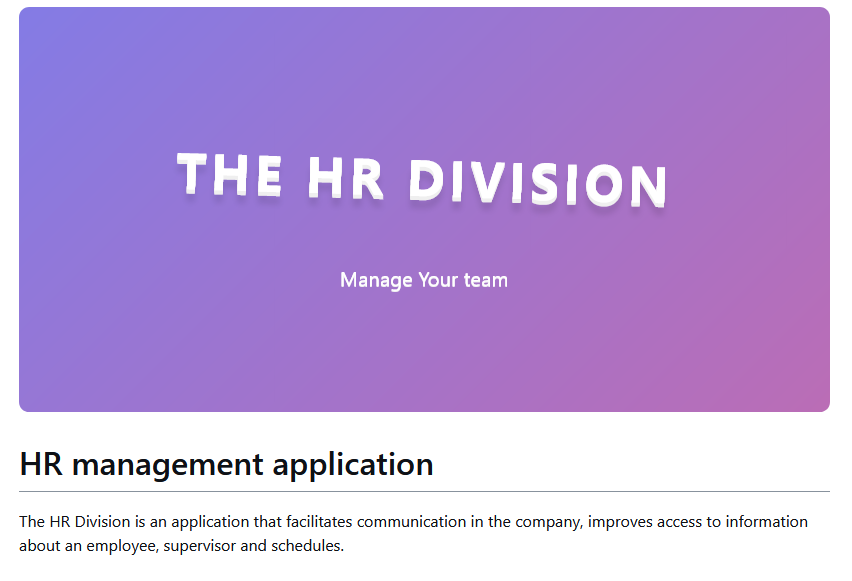 THE HR DIVISION
Manage Your team
HR management application
The HR Division is an application that facilitates communication in the company, improves access to information
about an employee, supervisor and schedules.